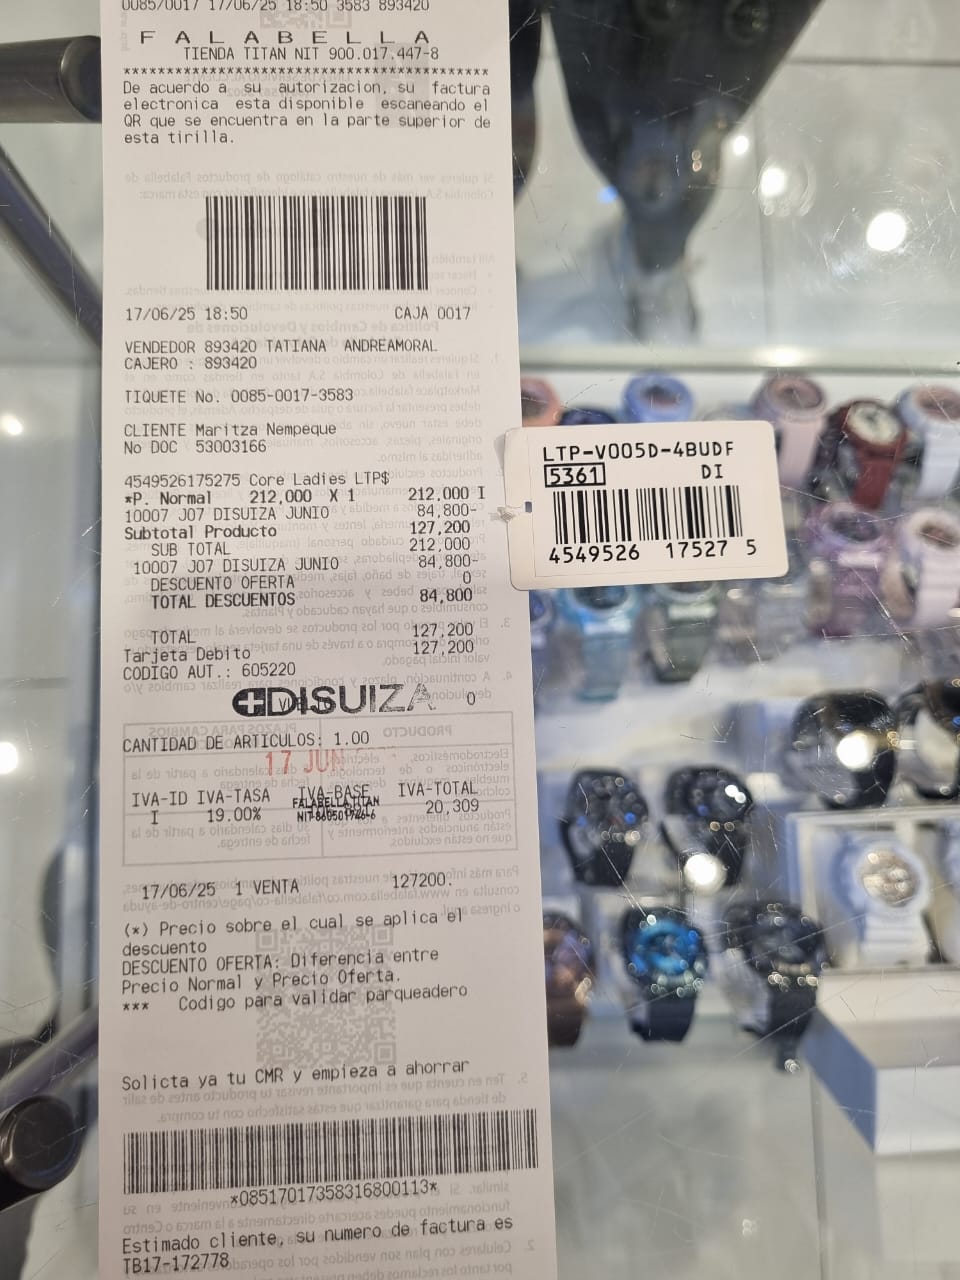 0085/0017 17/06/25 18:50 3583 893420
FALABELLA
TIENDA TITAN NIT 900.017.447-8
****************************************
De acuerdo a su autorizacion, su factura
electronica esta disponible escaneando el
QR que se encuentra en la parte superior de
esta tirilla.
17/06/25 18:50 CAJA 0017
VENDEDOR 893420 TATIANA ANDREAMORAL
CAJERO : 893420
TIQUETE No. 0085-0017-3583
CLIENTE Maritza Nempeque
No DOC 53003166
4549526175275 Core Ladies LTP$
*P. Normal 212,000 X 1 212,000 I
10007 J07 DISUIZA JUNIO 84,800-
Subtotal Producto 127,200
SUB TOTAL 212,000
10007 J07 DISUIZA JUNIO 84,800-
DESCUENTO OFERTA 0
TOTAL DESCUENTOS 84,800
TOTAL 127,200
Tarjeta Debito 127,200
CODIGO AUT.: 605220
DISUIZA 0
CANTIDAD DE ARTICULOS: 1.00
17 JUN
IVA-ID IVA-TASA IVA-BASE IVA-TOTAL
FALABELLA TITAN
I 19.00% 20,309
17/06/25 1 VENTA 127200.
(*) Precio sobre el cual se aplica el
descuento
DESCUENTO OFERTA: Diferencia entre
Precio Normal y Precio Oferta.
*** Codigo para validar parqueadero
Solicta ya tu CMR y empieza a ahorrar
*08517017358316800113*
Estimado cliente, su numero de factura es
TB17-172778
LTP-V005D-4BUDF
5361 DI
4549526 17527 5